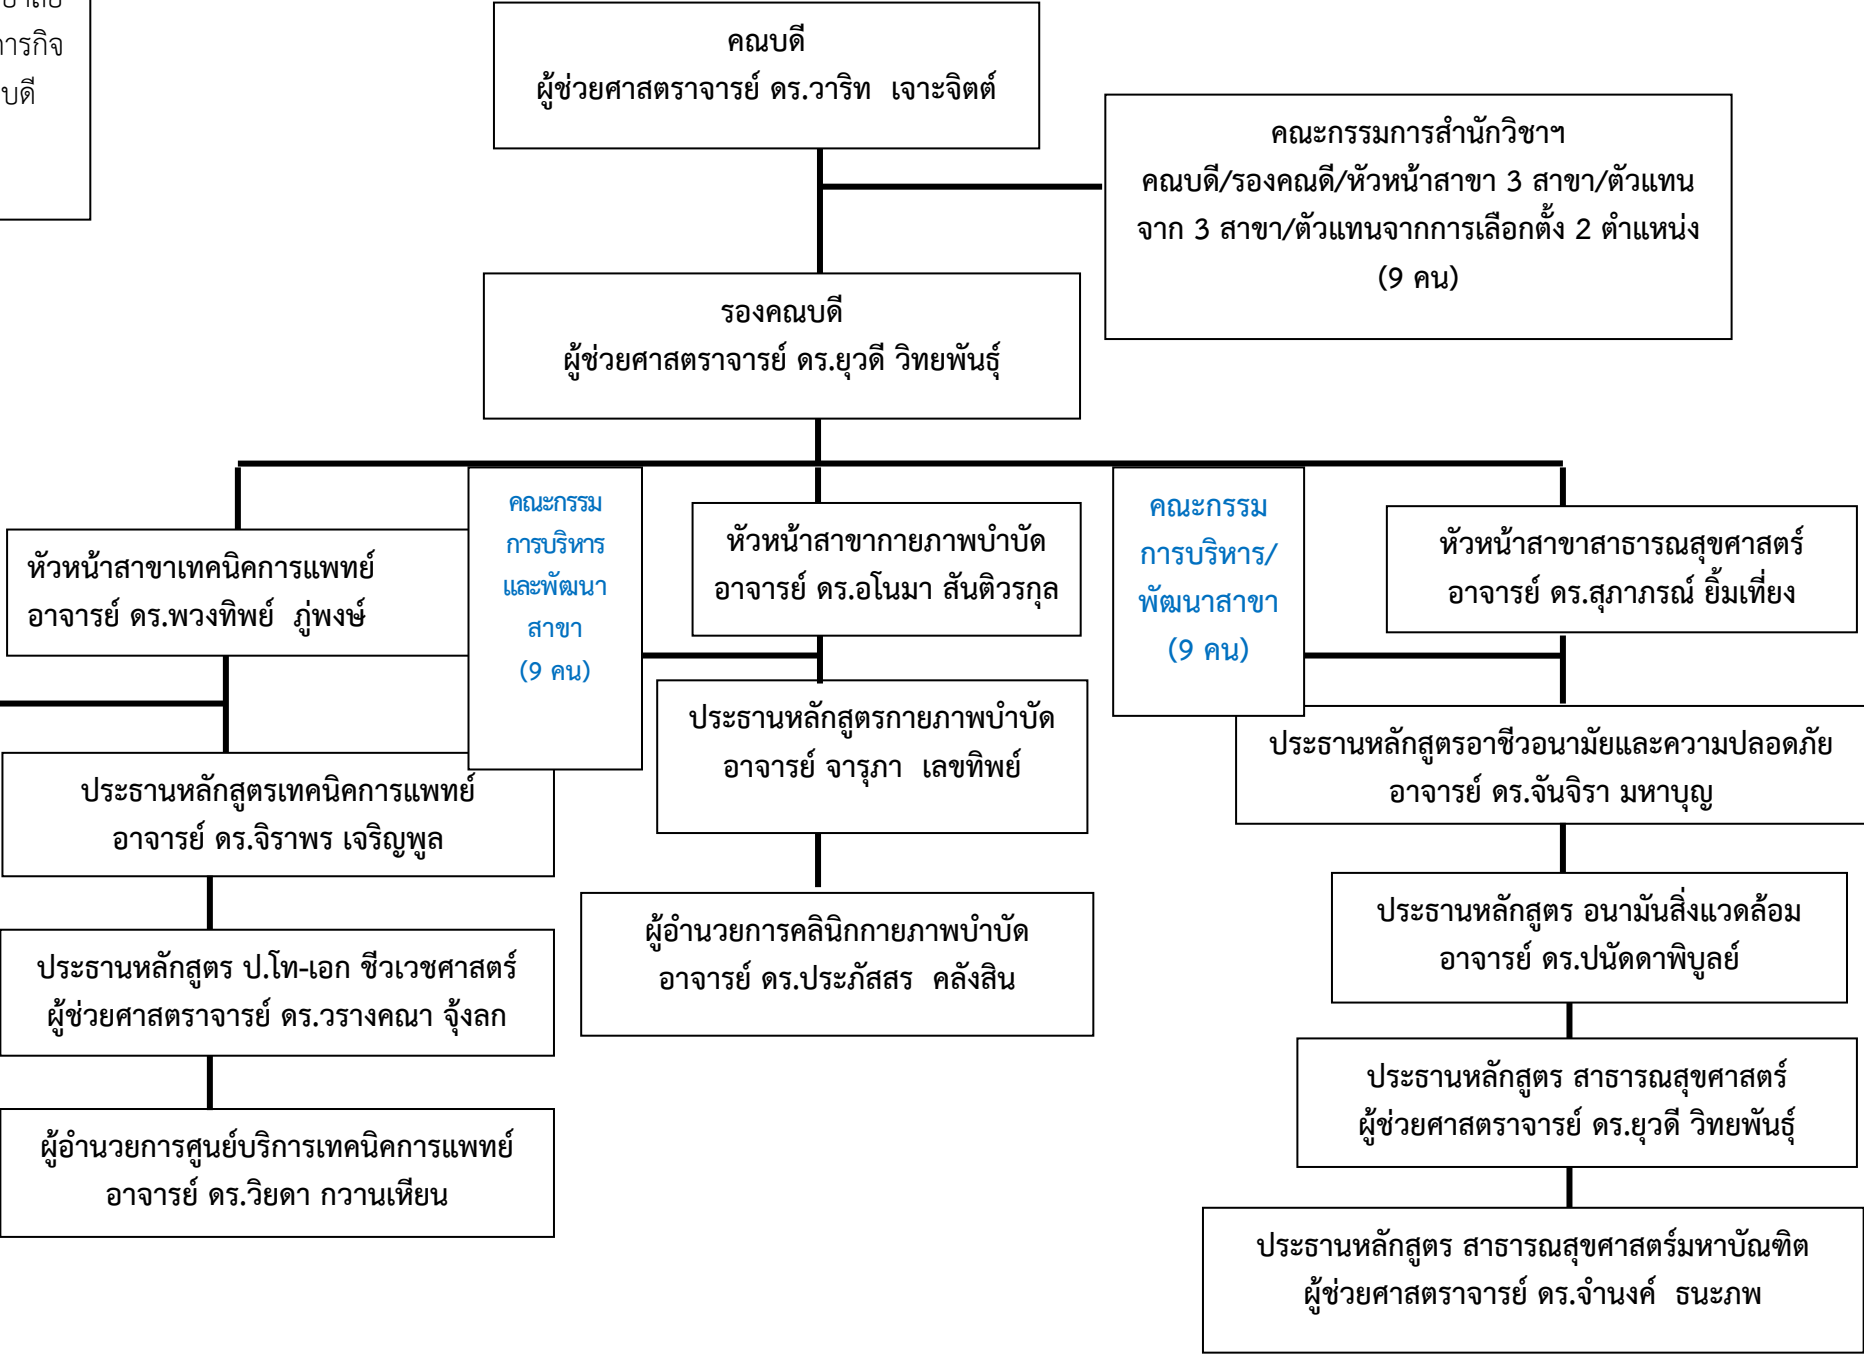 ารกิจ
บดี
คณบดี
ผู้ช่วยศาสตราจารย์ ดร.วาริท เจาะจิตต์
คณะกรรมการสำนักวิชาฯ
คณบดี/รองคณดี/หัวหน้าสาขา 3 สาขา/ตัวแทน
จาก 3 สาขา/ตัวแทนจากการเลือกตั้ง 2 ตำแหน่ง
(9 คน)
รองคณบดี
ผู้ช่วยศาสตราจารย์ ดร.ยุวดี วิทยพันธุ์
หัวหน้าสาขาเทคนิคการแพทย์
อาจารย์ ดร.พวงทิพย์ ภู่พงษ์
คณะกรรม
การบริหาร
และพัฒนา
สาขา
(9 คน)
หัวหน้าสาขากายภาพบำบัด
อาจารย์ ดร.อโนมา สันติวรกุล
คณะกรรม
การบริหาร/
พัฒนาสาขา
(9 คน)
หัวหน้าสาขาสาธารณสุขศาสตร์
อาจารย์ ดร.สุภาภรณ์ ยิ้มเที่ยง
ประธานหลักสูตรเทคนิคการแพทย์
อาจารย์ ดร.จิราพร เจริญพูล
ประธานหลักสูตรกายภาพบำบัด
อาจารย์ จารุภา เลขทิพย์
ประธานหลักสูตรอาชีวอนามัยและความปลอดภัย
อาจารย์ ดร.จันจิรา มหาบุญ
ประธานหลักสูตร ป.โท-เอก ชีวเวชศาสตร์
ผู้ช่วยศาสตราจารย์ ดร.วรางคณา จุ้งลก
ผู้อำนวยการคลินิกกายภาพบำบัด
อาจารย์ ดร.ประภัสสร คลังสิน
ประธานหลักสูตร อนามันสิ่งแวดล้อม
อาจารย์ ดร.ปนัดดาพิบูลย์
ผู้อำนวยการศูนย์บริการเทคนิคการแพทย์
อาจารย์ ดร.วิยดา กวานเหียน
ประธานหลักสูตร สาธารณสุขศาสตร์
ผู้ช่วยศาสตราจารย์ ดร.ยุวดี วิทยพันธุ์
ประธานหลักสูตร สาธารณสุขศาสตร์มหาบัณฑิต
ผู้ช่วยศาสตราจารย์ ดร.จำนงค์ ธนะภพ